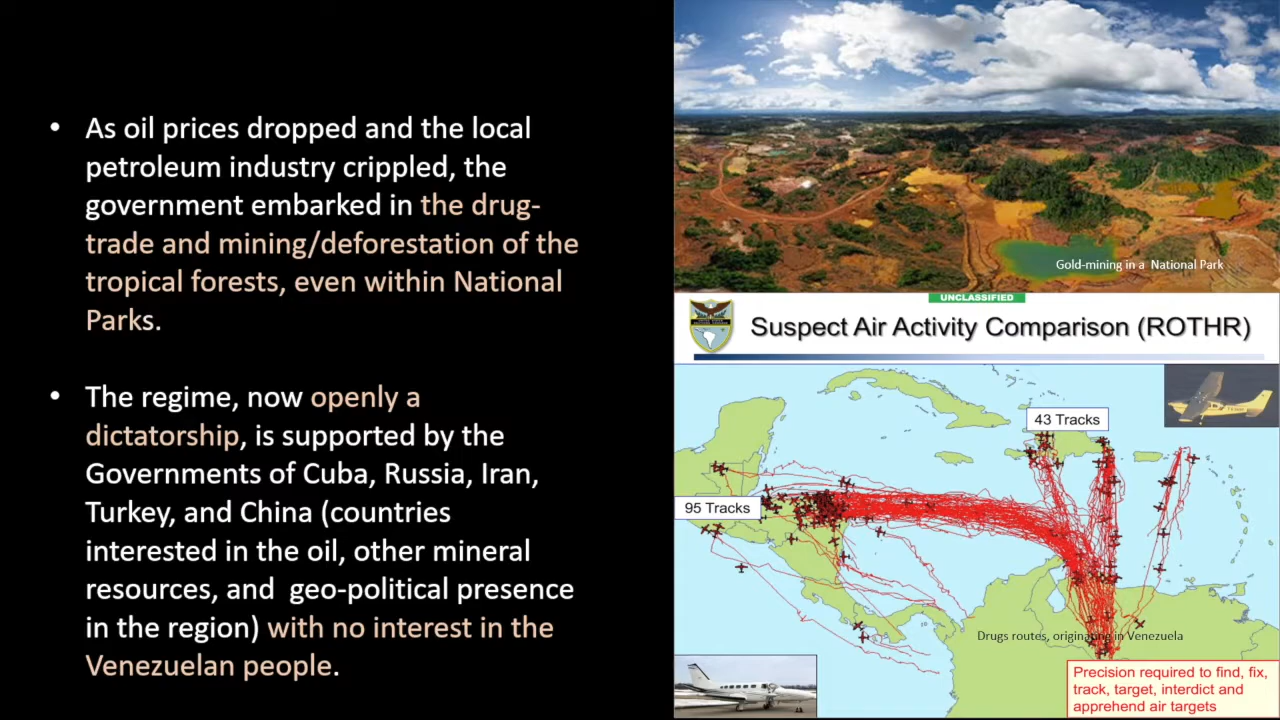 • As oil prices dropped and the local
petroleum industry crippled, the
government embarked in the drug-
trade and mining/deforestation of the
tropical forests, even within National
Parks.
• The regime, now openly a
dictatorship, is supported by the
Governments of Cuba, Russia, Iran,
Turkey, and China (countries
interested in the oil, other mineral
resources, and  geo-political presence
in the region) with no interest in the
Venezuelan people.
Gold-mining in a  National Park
UNCLASSIFIED
Suspect Air Activity Comparison (ROTHR)
43 Tracks
95 Tracks
Drugs routes, originating in Venezuela
Precision required to find, fix,
track, target, interdict and
apprehend air targets